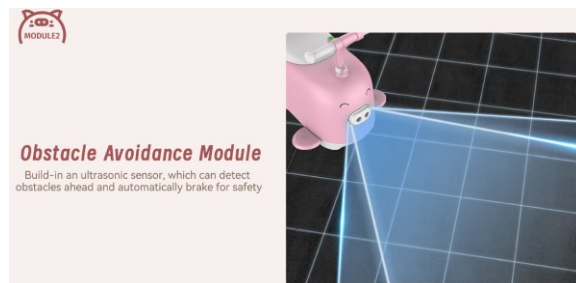 MODULE2
Obstacle Avoidance Module
Build-in an ultrasonic sensor, which can detect
obstacles ahead and automatically brake for safety